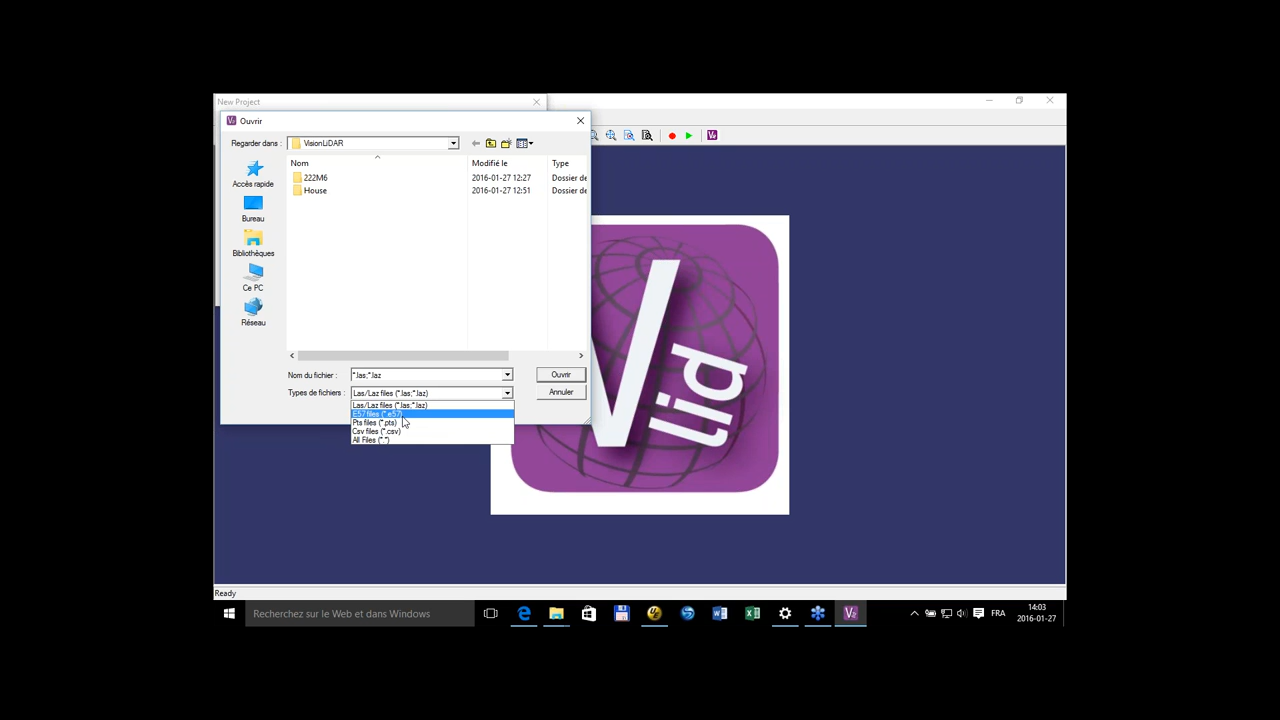 New Project
Ouvrir
Regarder dans :
VisionLiDAR
Nom
Modifié le
Type
222M6
2016-01-27 12:27
Dossier de
House
2016-01-27 12:51
Dossier de
Accès rapide
Bureau
Bibliothèques
Ce PC
Réseau
Nom du fichier :
*.las;*.laz
Ouvrir
Types de fichiers :
Las/Laz files (*.las;*.laz)
Annuler
Las/Laz files (*.las;*.laz)
E57 files (*.e57)
Pts files (*.pts)
Csv files (*.csv)
All Files (*.*)
V lid
Ready
Recherchez sur le Web et dans Windows
FRA
14:03
2016-01-27